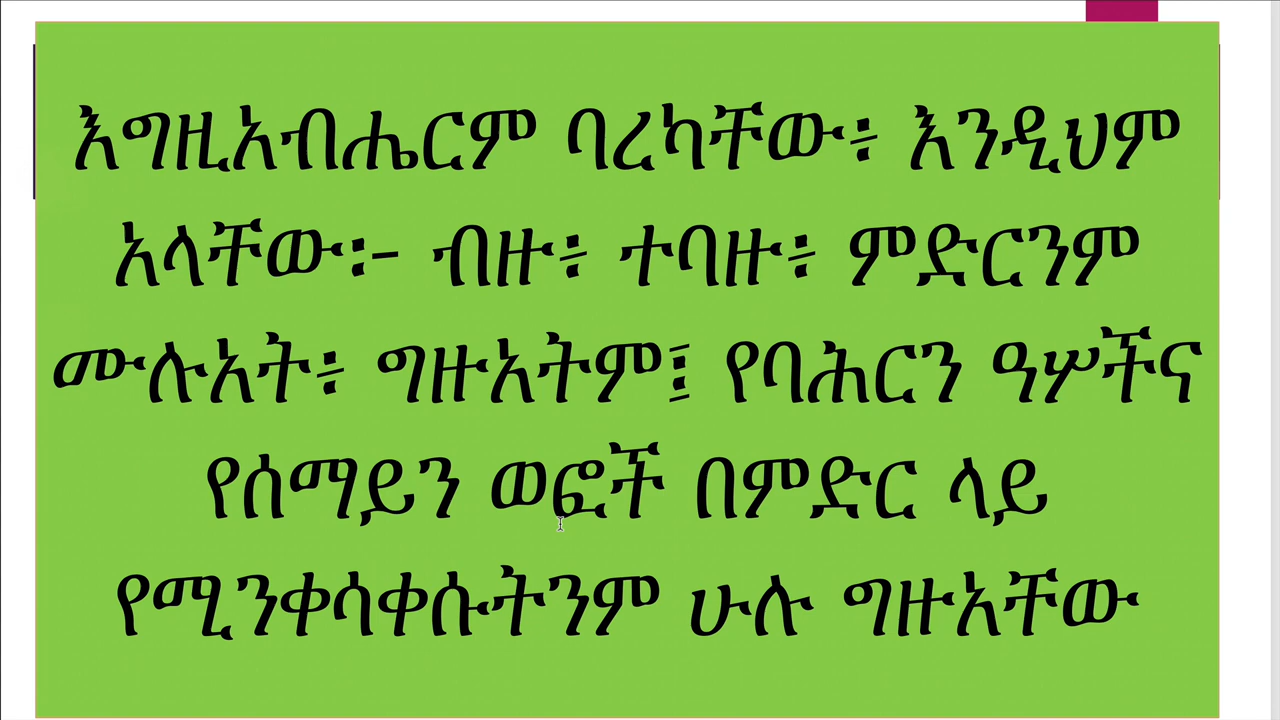 እግዚአብሔርም ባረካቸው፥ እንዲህም
አላቸው፦ ብዙ፥ ተባዙ፥ ምድርንም
ሙሉአት፥ ግዙአትም፤ የባሕርን ዓሦችና
የሰማይን ወፎች በምድር ላይ
የሚንቀሳቀሱትንም ሁሉ ግዙአቸው